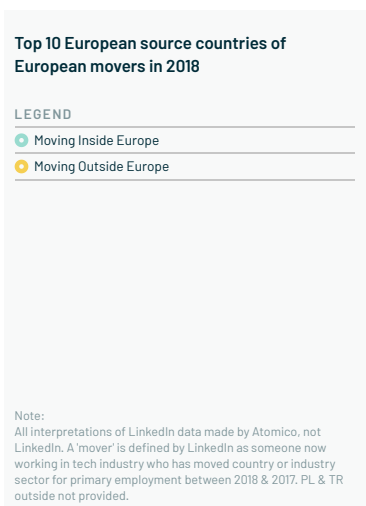 Top 10 European source countries of
European movers in 2018
LEGEND
Moving Inside Europe
Moving Outside Europe
Note:
All interpretations of LinkedIn data made by Atomico, not
LinkedIn. A 'mover' is defined by LinkedIn as someone now
working in tech industry who has moved country or industry
sector for primary employment between 2018 & 2017. PL & TR
outside not provided.